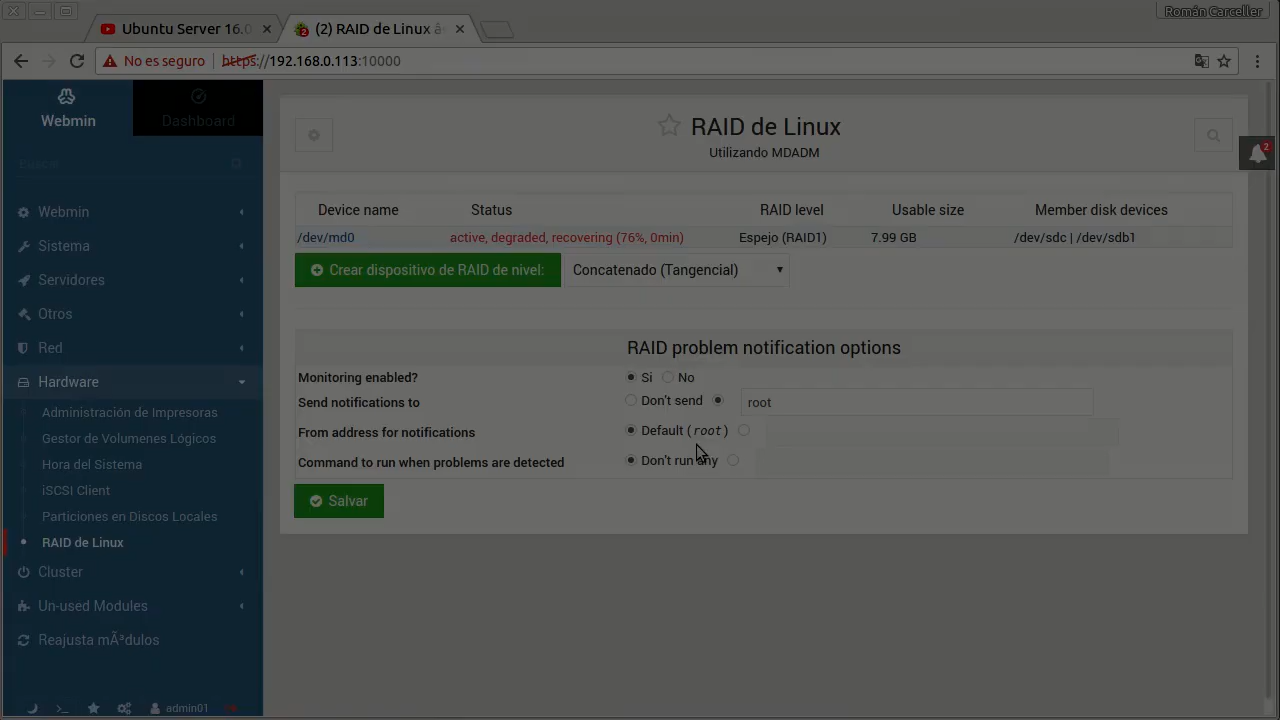 Román Carceller
Ubuntu Server 16.0
(2) RAID de Linux â
No es seguro
https://192.168.0.113:10000
Webmin
Dashboard
RAID de Linux
Utilizando MDADM
2
Buscar
Webmin
Sistema
Servidores
Otros
Red
Hardware
Administración de Impresoras
Gestor de Volumenes Lógicos
Hora del Sistema
iSCSI Client
Particiones en Discos Locales
RAID de Linux
Cluster
Un-used Modules
Reajusta mÃ³dulos
admin01
Device name Status RAID level Usable size Member disk devices
/dev/md0 active, degraded, recovering (76%, 0min) Espejo (RAID1) 7.99 GB /dev/sdc | /dev/sdb1
Crear dispositivo de RAID de nivel: Concatenado (Tangencial)
RAID problem notification options
Monitoring enabled? Si No
Send notifications to Don't send root
From address for notifications Default (root)
Command to run when problems are detected Don't run any
Salvar